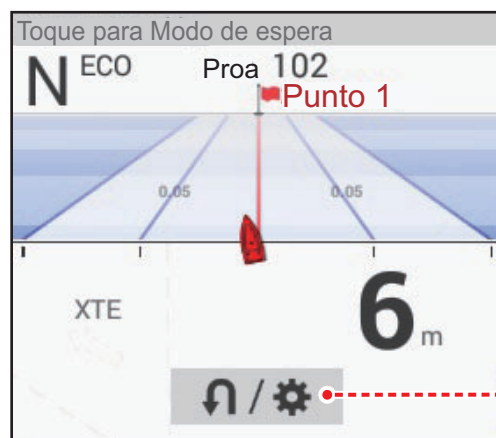 Toque para Modo de espera
N ECO Proa 102
Punto 1
0.05 0.05
XTE 6 m
/